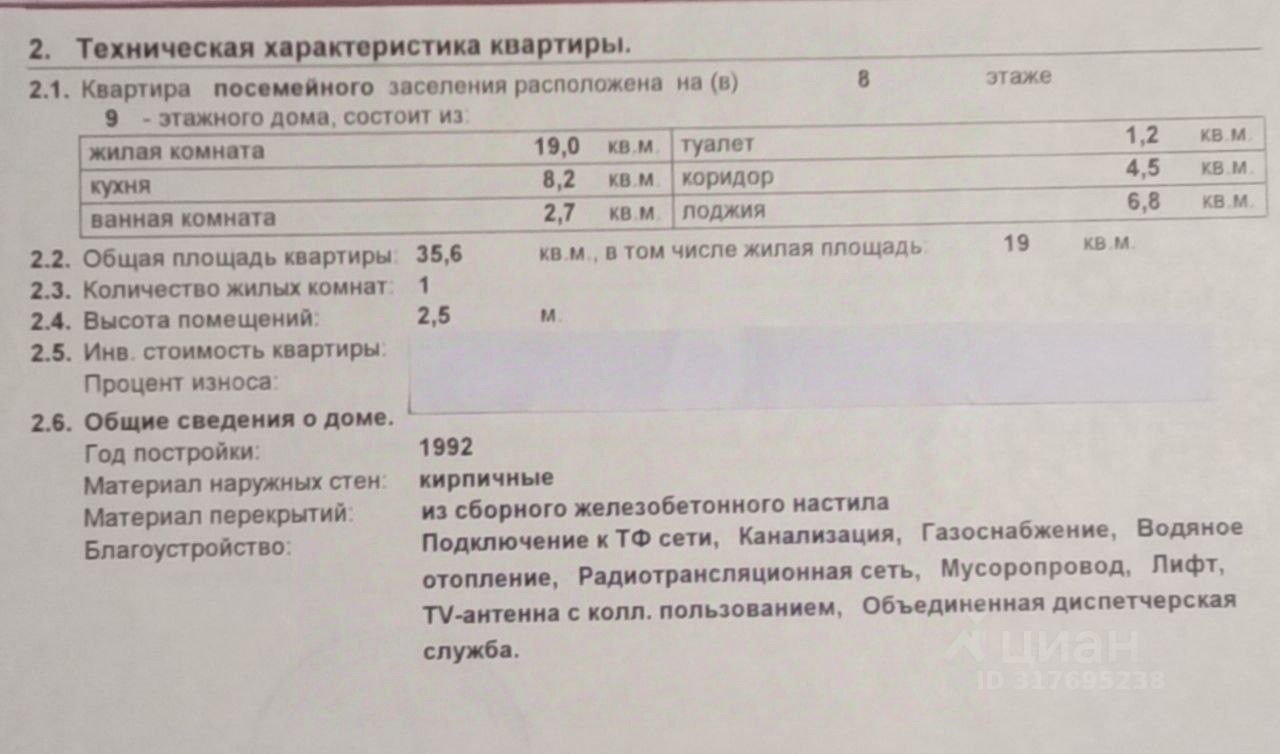 2. Техническая характеристика квартиры.
2.1. Квартира посемейного заселения расположена на (в) 8 этаже
9 - этажного дома, состоит из:
жилая комната 19,0 кв.м. туалет 1,2 кв.м.
кухня 8,2 кв.м. коридор 4,5 кв.м.
ванная комната 2,7 кв.м. лоджия 6,8 кв.м.
2.2. Общая площадь квартиры: 35,6 кв.м., в том числе жилая площадь: 19 кв.м.
2.3. Количество жилых комнат: 1
2.4. Высота помещений: 2,5 м.
2.5. Инв. стоимость квартиры:
Процент износа:
2.6. Общие сведения о доме.
Год постройки: 1992
Материал наружных стен: кирпичные
Материал перекрытий: из сборного железобетонного настила
Благоустройство: Подключение к ТФ сети, Канализация, Газоснабжение, Водяное
отопление, Радиотрансляционная сеть, Мусоропровод, Лифт,
TV-антенна с колл. пользованием, Объединенная диспетчерская
служба.
циан
ID 317695238